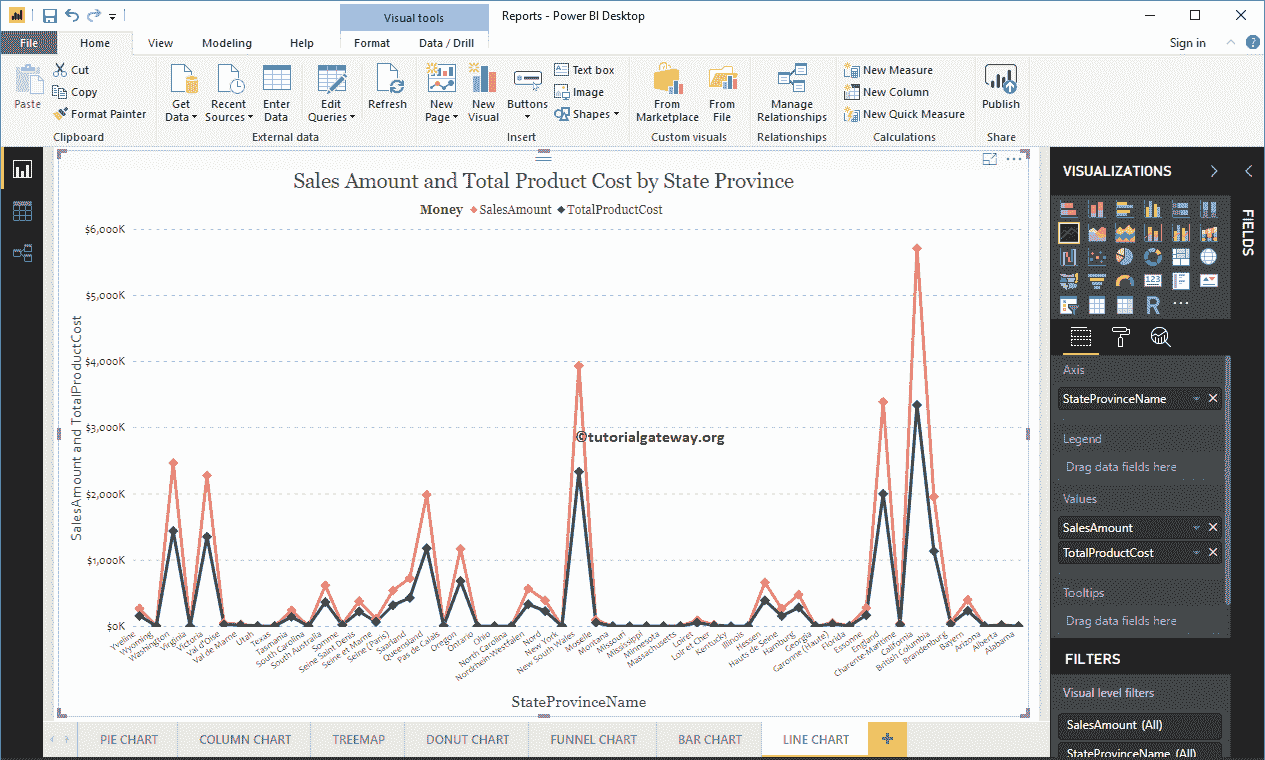 Visual tools
Reports - Power BI Desktop
File
Home
View
Modeling
Help
Format
Data / Drill
Sign in
Paste
Cut
Copy
Format Painter
Clipboard
Get Data
Recent Sources
Enter Data
Edit Queries
External data
Refresh
New Page
New Visual
Buttons
Text box
Image
Shapes
Insert
From Marketplace
From File
Custom visuals
Manage Relationships
Relationships
New Measure
New Column
New Quick Measure
Calculations
Publish
Share
Sales Amount and Total Product Cost by State Province
Money SalesAmount TotalProductCost
$6,000K
$5,000K
$4,000K
$3,000K
$2,000K
$1,000K
$0K
SalesAmount and TotalProductCost
©tutorialgateway.org
Yveline
Wyoming
Washington
Virginia
Victoria
Val d'Oise
Val de Marne
Utah
Texas
Tasmania
South Carolina
South Australia
Somme
Seine Saint Denis
Seine et Marne
Seine (Paris)
Saarland
Queensland
Pas de Calais
Oregon
Ontario
Ohio
North Carolina
Nordrhein-Westfalen
Nord
New York
New South Wales
Moselle
Montana
Missouri
Mississippi
Minnesota
Massachusetts
Loiret
Loir et Cher
Kentucky
Illinois
Hessen
Hauts de Seine
Hamburg
Georgia
Garonne (Haute)
Florida
Essonne
England
Charente-Maritime
California
British Columbia
Brandenburg
Bayern
Arizona
Alberta
Alabama
StateProvinceName
PIE CHART
COLUMN CHART
TREEMAP
DONUT CHART
FUNNEL CHART
BAR CHART
LINE CHART
VISUALIZATIONS
FIELDS
123
R
Axis
StateProvinceName
Legend
Drag data fields here
Values
SalesAmount
TotalProductCost
Tooltips
Drag data fields here
FILTERS
Visual level filters
SalesAmount (All)
StateProvinceName (All)